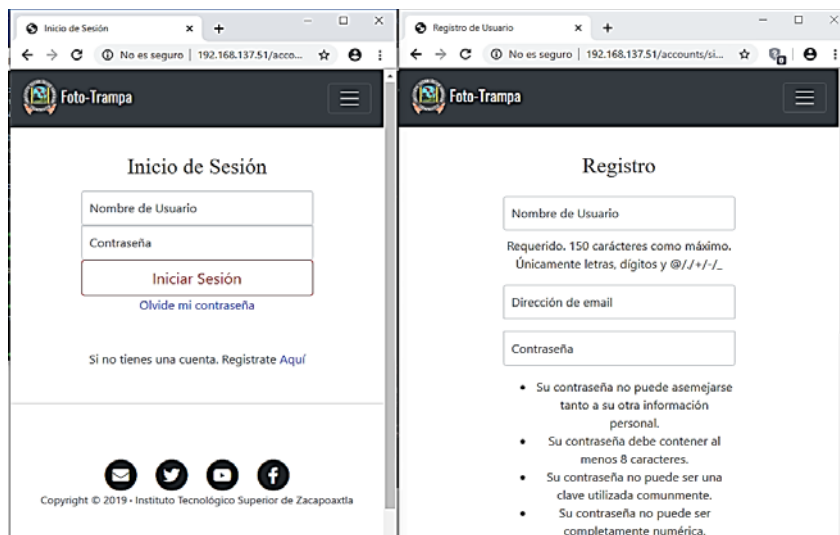 Inicio de Sesión
No es seguro | 192.168.137.51/acco...
Foto-Trampa
Inicio de Sesión
Nombre de Usuario
Contraseña
Iniciar Sesión
Olvide mi contraseña
Si no tienes una cuenta. Registrate Aquí
Copyright © 2019 - Instituto Tecnológico Superior de Zacapoaxtla
Registro de Usuario
No es seguro | 192.168.137.51/accounts/si...
Foto-Trampa
Registro
Nombre de Usuario
Requerido. 150 carácteres como máximo.
Únicamente letras, dígitos y @/./+/-/_
Dirección de email
Contraseña
• Su contraseña no puede asemejarse
tanto a su otra información
personal.
• Su contraseña debe contener al
menos 8 caracteres.
• Su contraseña no puede ser una
clave utilizada comunmente.
• Su contraseña no puede ser
completamente numérica.